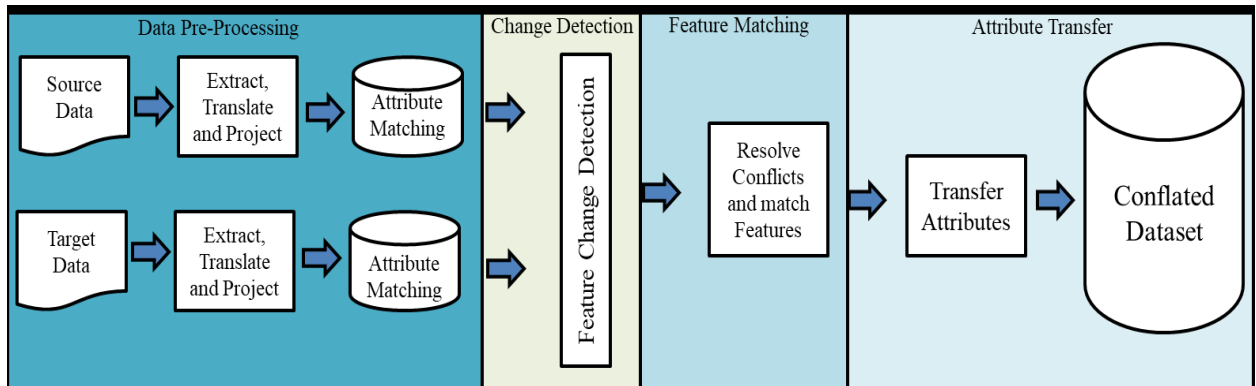 Data Pre-Processing
Change Detection
Feature Matching
Attribute Transfer
Source
Data
Extract,
Translate
and Project
Attribute
Matching
Target
Data
Extract,
Translate
and Project
Attribute
Matching
Feature Change Detection
Resolve
Conflicts
and match
Features
Transfer
Attributes
Conflated
Dataset